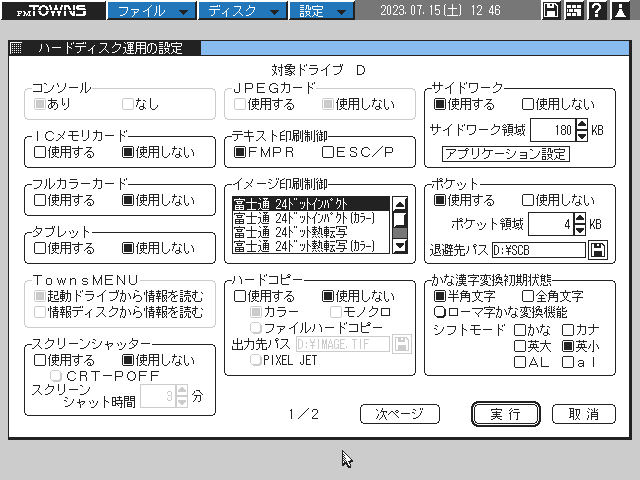 FM TOWNS ファイル ディスク 設定 2023.07.15(土) 12 46
ハードディスク運用の設定
対象ドライブ D
コンソール
あり なし
ICメモリカード
使用する 使用しない
フルカラーカード
使用する 使用しない
タブレット
使用する 使用しない
TownsMENU
起動ドライブから情報を読む
情報ディスクから情報を読む
スクリーンシャッター
使用する 使用しない
CRT-POFF
スクリーン
シャット時間 3 分
JPEGカード
使用する 使用しない
テキスト印刷制御
FMPR ESC/P
イメージ印刷制御
富士通 24ドットインパクト
富士通 24ドットインパクト(カラー)
富士通 24ドット熱転写
富士通 24ドット熱転写(カラー)
ハードコピー
使用する 使用しない
カラー モノクロ
ファイルハードコピー
出力先パス D:¥IMAGE.TIF
PIXEL JET
サイドワーク
使用する 使用しない
サイドワーク領域 180 KB
アプリケーション設定
ポケット
使用する 使用しない
ポケット領域 4 KB
退避先パス D:¥SCB
かな漢字変換初期状態
半角文字 全角文字
ローマ字かな変換機能
シフトモード かな カナ
英大 英小
AL al
1/2 次ページ 実行 取消